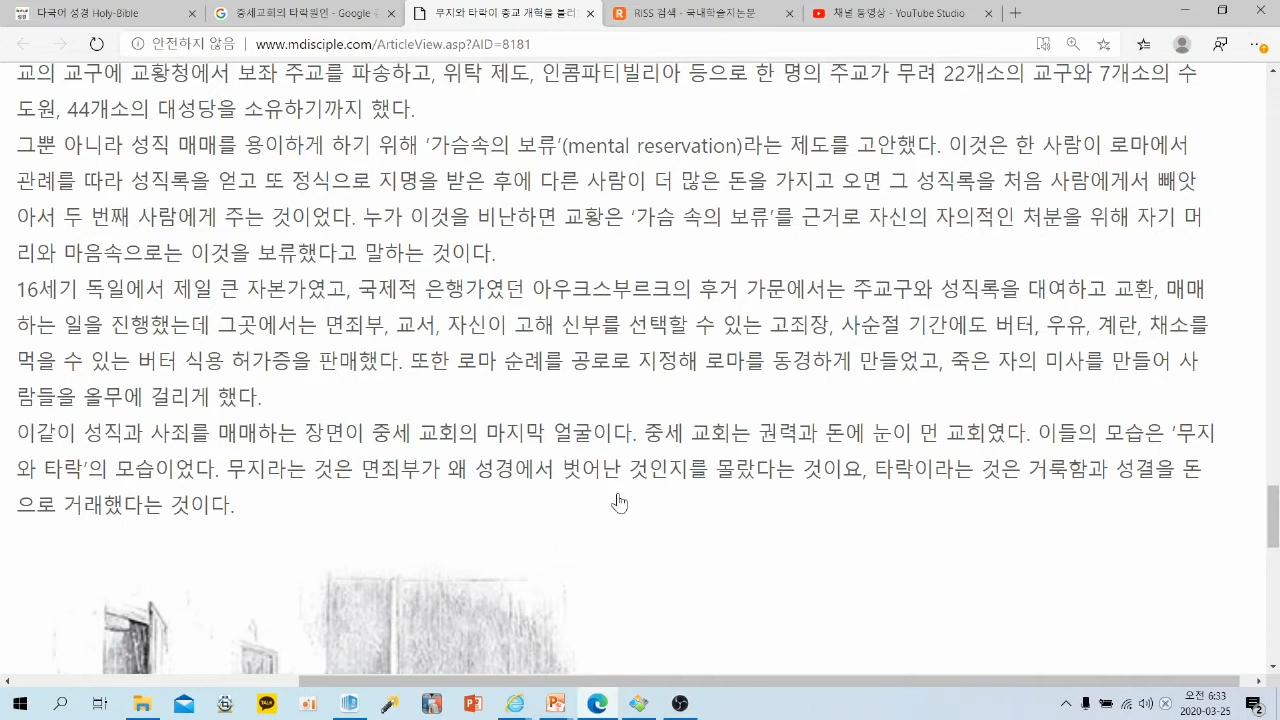 다국어 성경 Holy-Bible
중세교회의 타락원인 - Google
무지와 타락이 종교 개혁을 불러
RISS 검색 - 국내학술지논문
채널 동영상 - YouTube Studio
안전하지 않음 www.mdisciple.com/ArticleView.asp?AID=8181
교의 교구에 교황청에서 보좌 주교를 파송하고, 위탁 제도, 인콤파티빌리아 등으로 한 명의 주교가 무려 22개소의 교구와 7개소의 수
도원, 44개소의 대성당을 소유하기까지 했다.
그뿐 아니라 성직 매매를 용이하게 하기 위해 '가슴속의 보류'(mental reservation)라는 제도를 고안했다. 이것은 한 사람이 로마에서
관례를 따라 성직록을 얻고 또 정식으로 지명을 받은 후에 다른 사람이 더 많은 돈을 가지고 오면 그 성직록을 처음 사람에게서 빼앗
아서 두 번째 사람에게 주는 것이었다. 누가 이것을 비난하면 교황은 '가슴 속의 보류'를 근거로 자신의 자의적인 처분을 위해 자기 머
리와 마음속으로는 이것을 보류했다고 말하는 것이다.
16세기 독일에서 제일 큰 자본가였고, 국제적 은행가였던 아우크스부르크의 후거 가문에서는 주교구와 성직록을 대여하고 교환, 매매
하는 일을 진행했는데 그곳에서는 면죄부, 교서, 자신이 고해 신부를 선택할 수 있는 고죄장, 사순절 기간에도 버터, 우유, 계란, 채소를
먹을 수 있는 버터 식용 허가증을 판매했다. 또한 로마 순례를 공로로 지정해 로마를 동경하게 만들었고, 죽은 자의 미사를 만들어 사
람들을 올무에 걸리게 했다.
이같이 성직과 사죄를 매매하는 장면이 중세 교회의 마지막 얼굴이다. 중세 교회는 권력과 돈에 눈이 먼 교회였다. 이들의 모습은 '무지
와 타락'의 모습이었다. 무지라는 것은 면죄부가 왜 성경에서 벗어난 것인지를 몰랐다는 것이요, 타락이라는 것은 거룩함과 성결을 돈
으로 거래했다는 것이다.
TALK
오전 6:33
2020-03-25